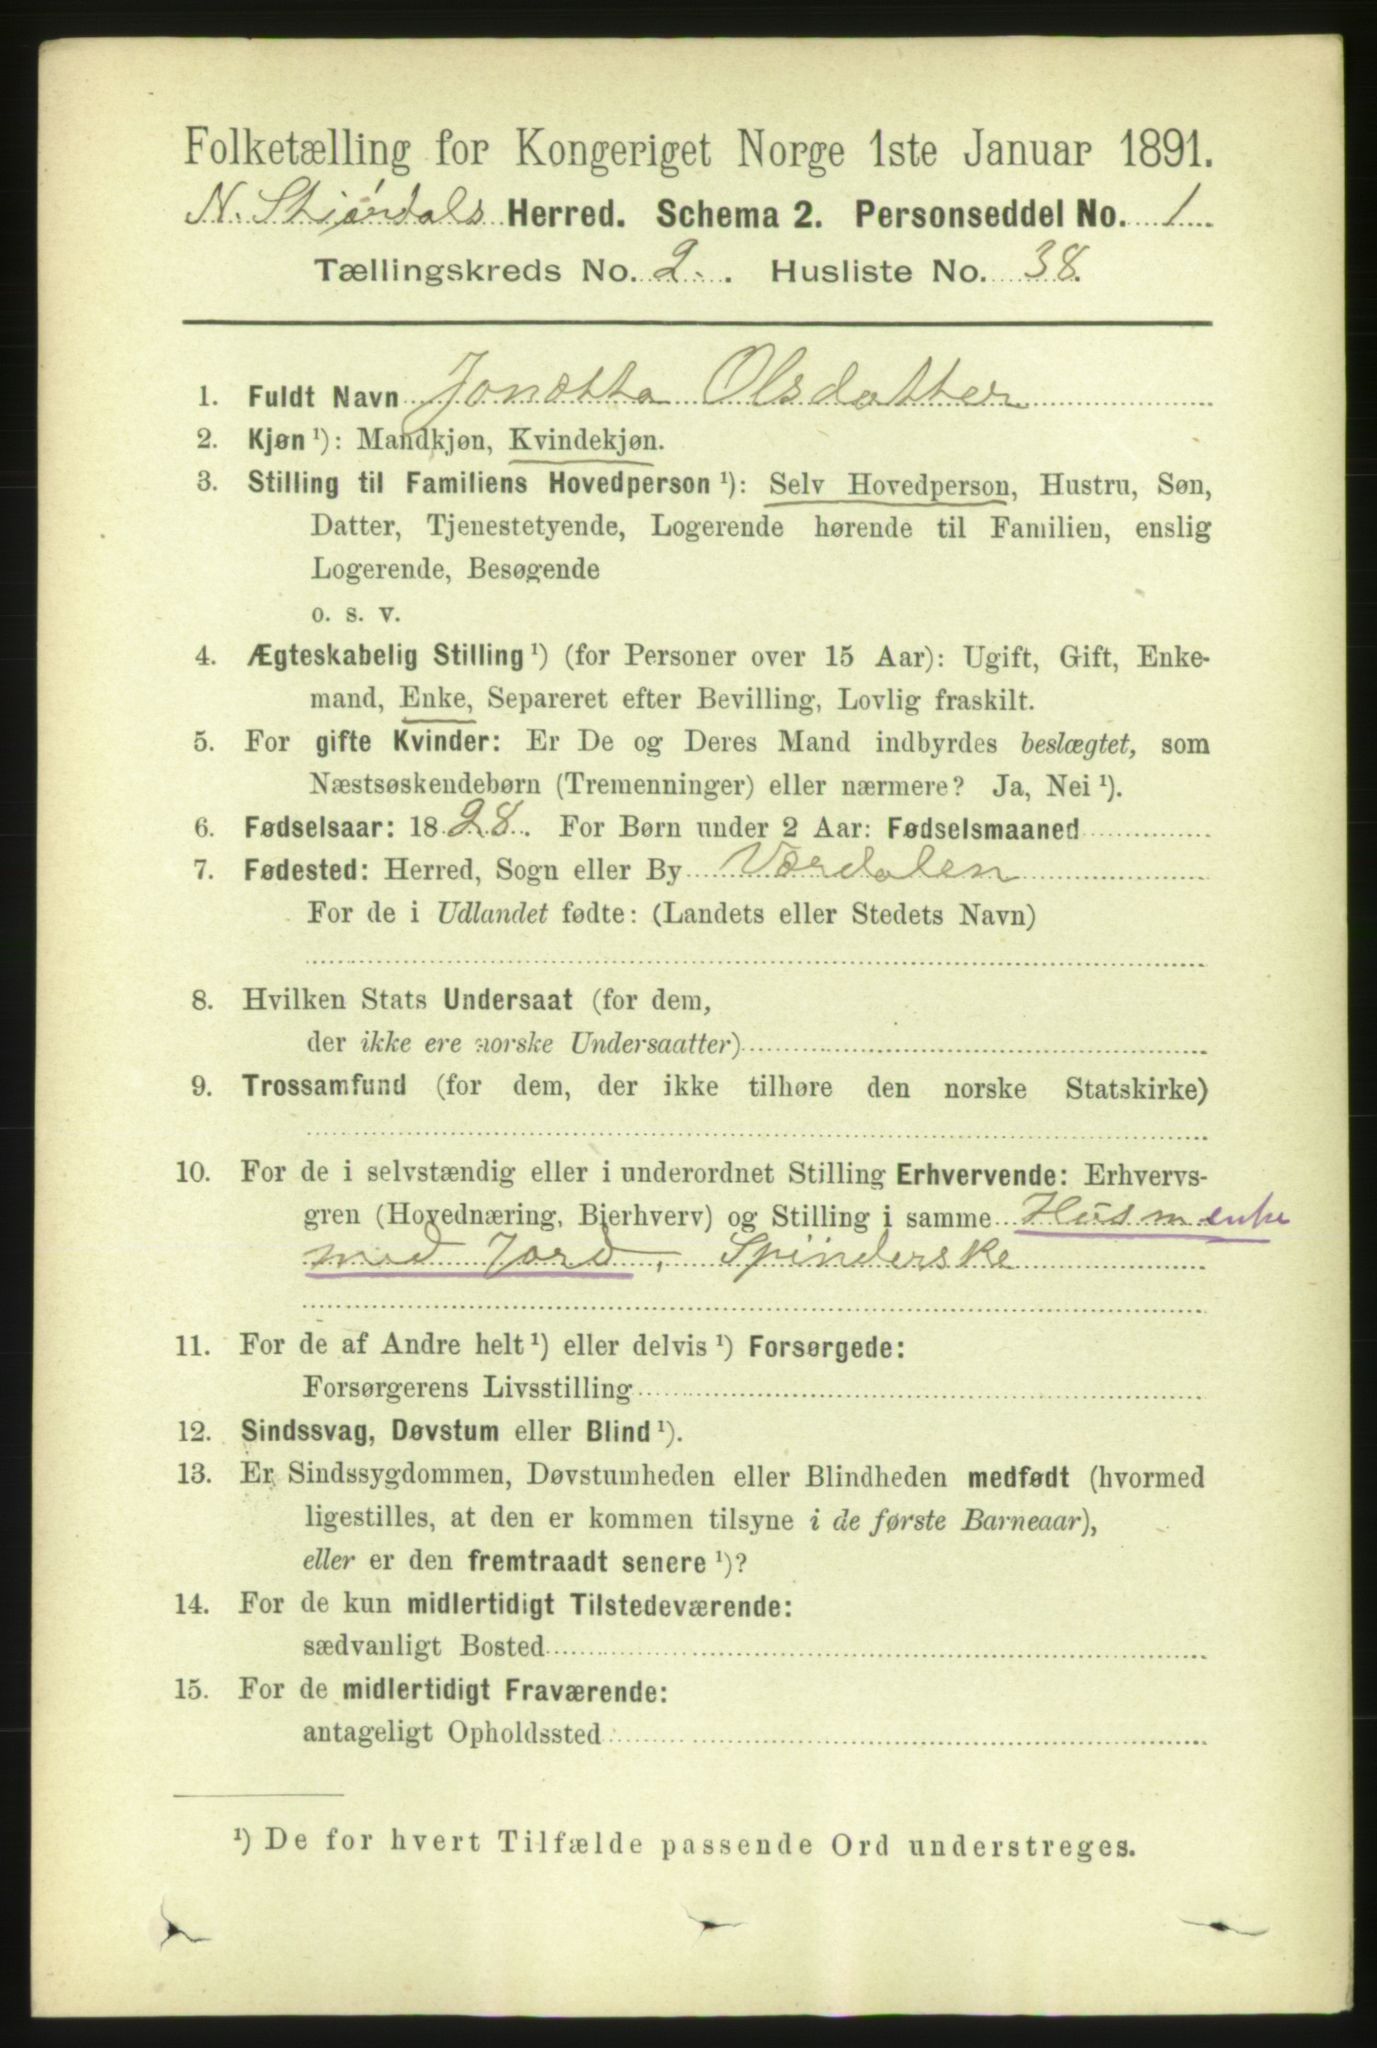 Folketælling for Kongeriget Norge 1ste Januar 1891.
N. Stjørdals Herred. Schema 2. Personseddel No. 1
Tællingskreds No. 2. Husliste No. 38.
1. Fuldt Navn Jonetta Olsdatter
2. Kjøn ¹): Mandkjøn, Kvindekjøn.
3. Stilling til Familiens Hovedperson ¹): Selv Hovedperson, Hustru, Søn,
Datter, Tjenestetyende, Logerende hørende til Familien, enslig
Logerende, Besøgende
o. s. v.
4. Ægteskabelig Stilling ¹) (for Personer over 15 Aar): Ugift, Gift, Enke-
mand, Enke, Separeret efter Bevilling, Lovlig fraskilt.
5. For gifte Kvinder: Er De og Deres Mand indbyrdes beslægtet, som
Næstsøskendebørn (Tremenninger) eller nærmere? Ja, Nei ¹).
6. Fødselsaar: 1828. For Børn under 2 Aar: Fødselsmaaned
7. Fødested: Herred, Sogn eller By Værdalen
For de i Udlandet fødte: (Landets eller Stedets Navn)
8. Hvilken Stats Undersaat (for dem,
der ikke ere norske Undersaatter)
9. Trossamfund (for dem, der ikke tilhøre den norske Statskirke)
10. For de i selvstændig eller i underordnet Stilling Erhvervende: Erhvervs-
gren (Hovednæring, Bierhverv) og Stilling i samme Husmenke
med Jord, Spinderske
11. For de af Andre helt ¹) eller delvis ¹) Forsørgede:
Forsørgerens Livsstilling
12. Sindssvag, Døvstum eller Blind ¹).
13. Er Sindssygdommen, Døvstumheden eller Blindheden medfødt (hvormed
ligestilles, at den er kommen tilsyne i de første Barneaar),
eller er den fremtraadt senere ¹)?
14. For de kun midlertidigt Tilstedeværende:
sædvanligt Bosted
15. For de midlertidigt Fraværende:
antageligt Opholdssted
¹) De for hvert Tilfælde passende Ord understreges.